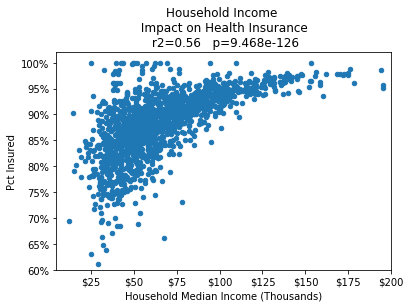 Household Income
Impact on Health Insurance
r2=0.56 p=9.468e-126
100%
95%
90%
85%
80%
75%
70%
65%
60%
Pct Insured
$25 $50 $75 $100 $125 $150 $175 $200
Household Median Income (Thousands)